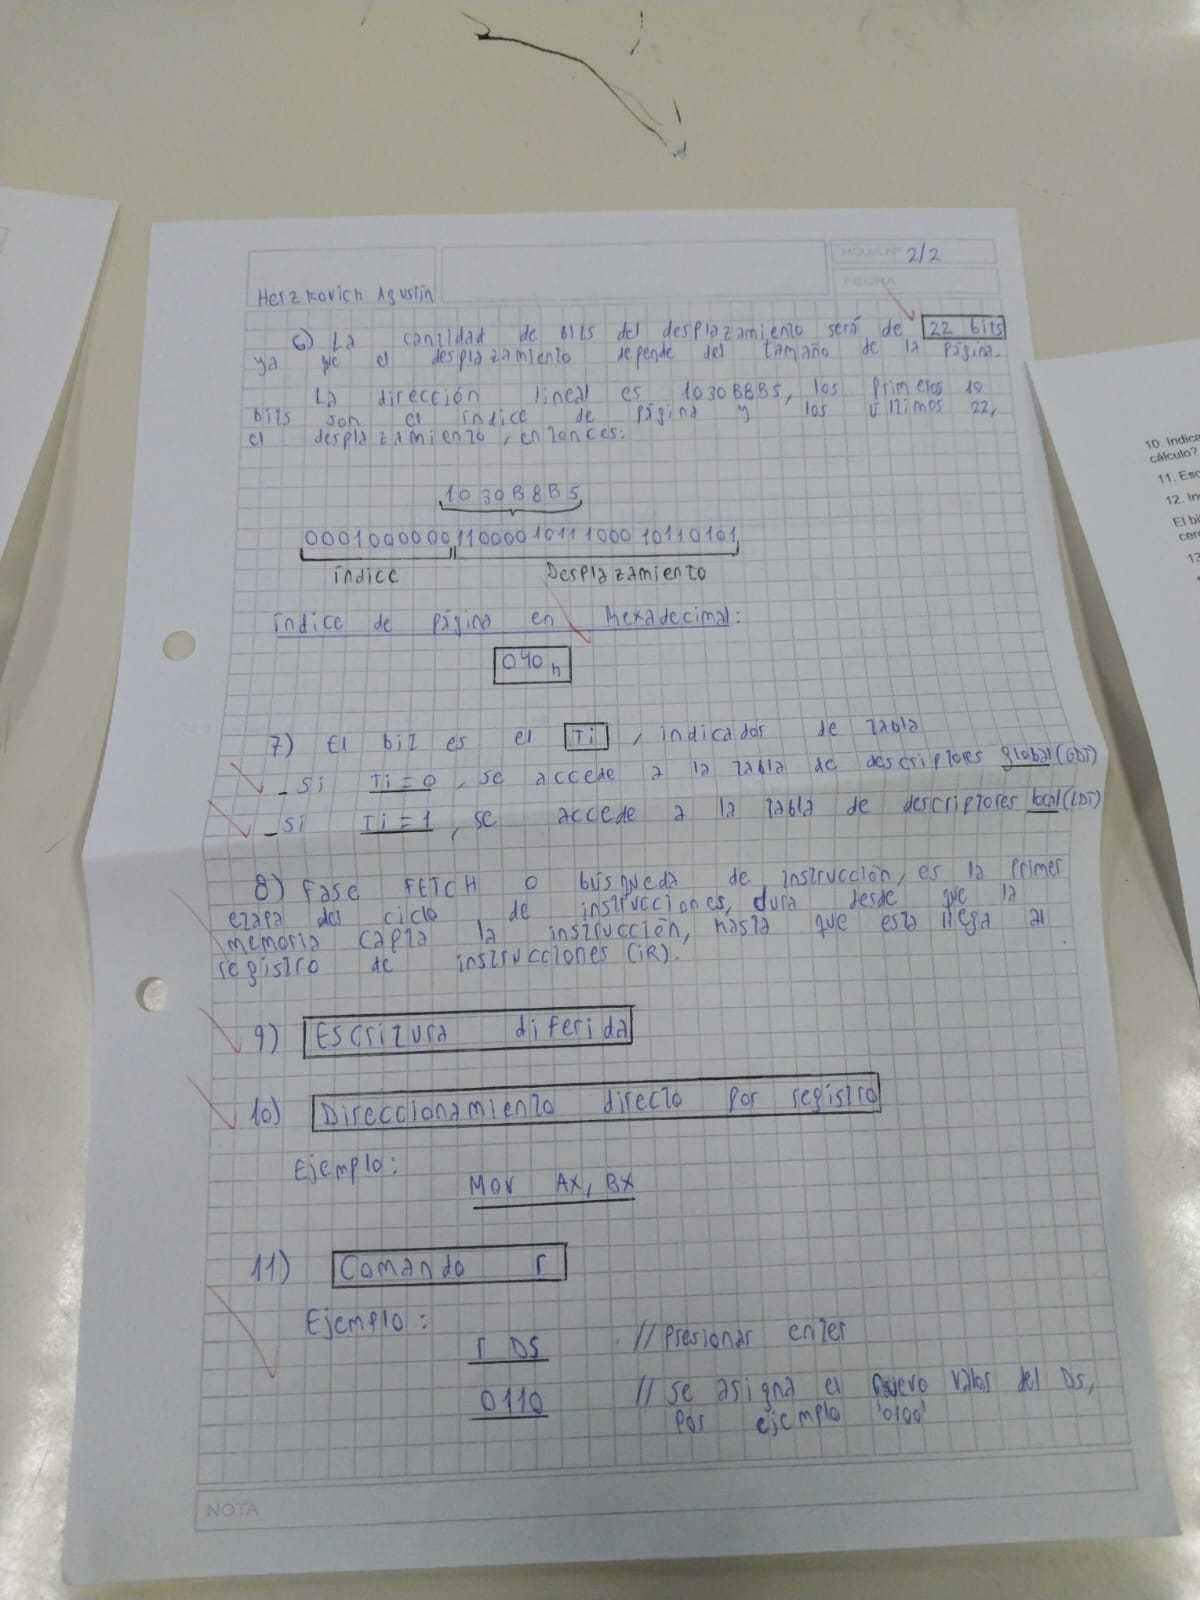 HOJA N° 2/2
FECHA
Herzkovich Agustín
6) La cantidad de bits del desplazamiento será de 22 bits
ya que el desplazamiento depende del tamaño de la página.
La dirección lineal es 1030B8B5, los primeros 10
bits son el índice de página y los últimos 22,
el desplazamiento, entonces:
1030B8B5
00010000001100001011100010110101
índice Desplazamiento
índice de página en hexadecimal:
040h
7) El bit es el Ti, indicador de tabla
- Si Ti=0, se accede a la tabla de descriptores global (GDT)
- Si Ti=1, se accede a la tabla de descriptores local (LDT)
8) Fase FETCH o búsqueda de instrucción, es la primer
etapa del ciclo de instrucciones, dura desde que la
memoria capta la instrucción, hasta que esta llega al
registro de instrucciones (iR).
9) Escritura diferida
10) Direccionamiento directo por registro
Ejemplo:
Mov AX, BX
11) Comando r
Ejemplo:
r DS // Presionar enter
0110 // se asigna el nuevo valor del Ds,
por ejemplo '0100'
NOTA
10. Indica
cálculo?
11. Esc
12. In
El bi
cer
13